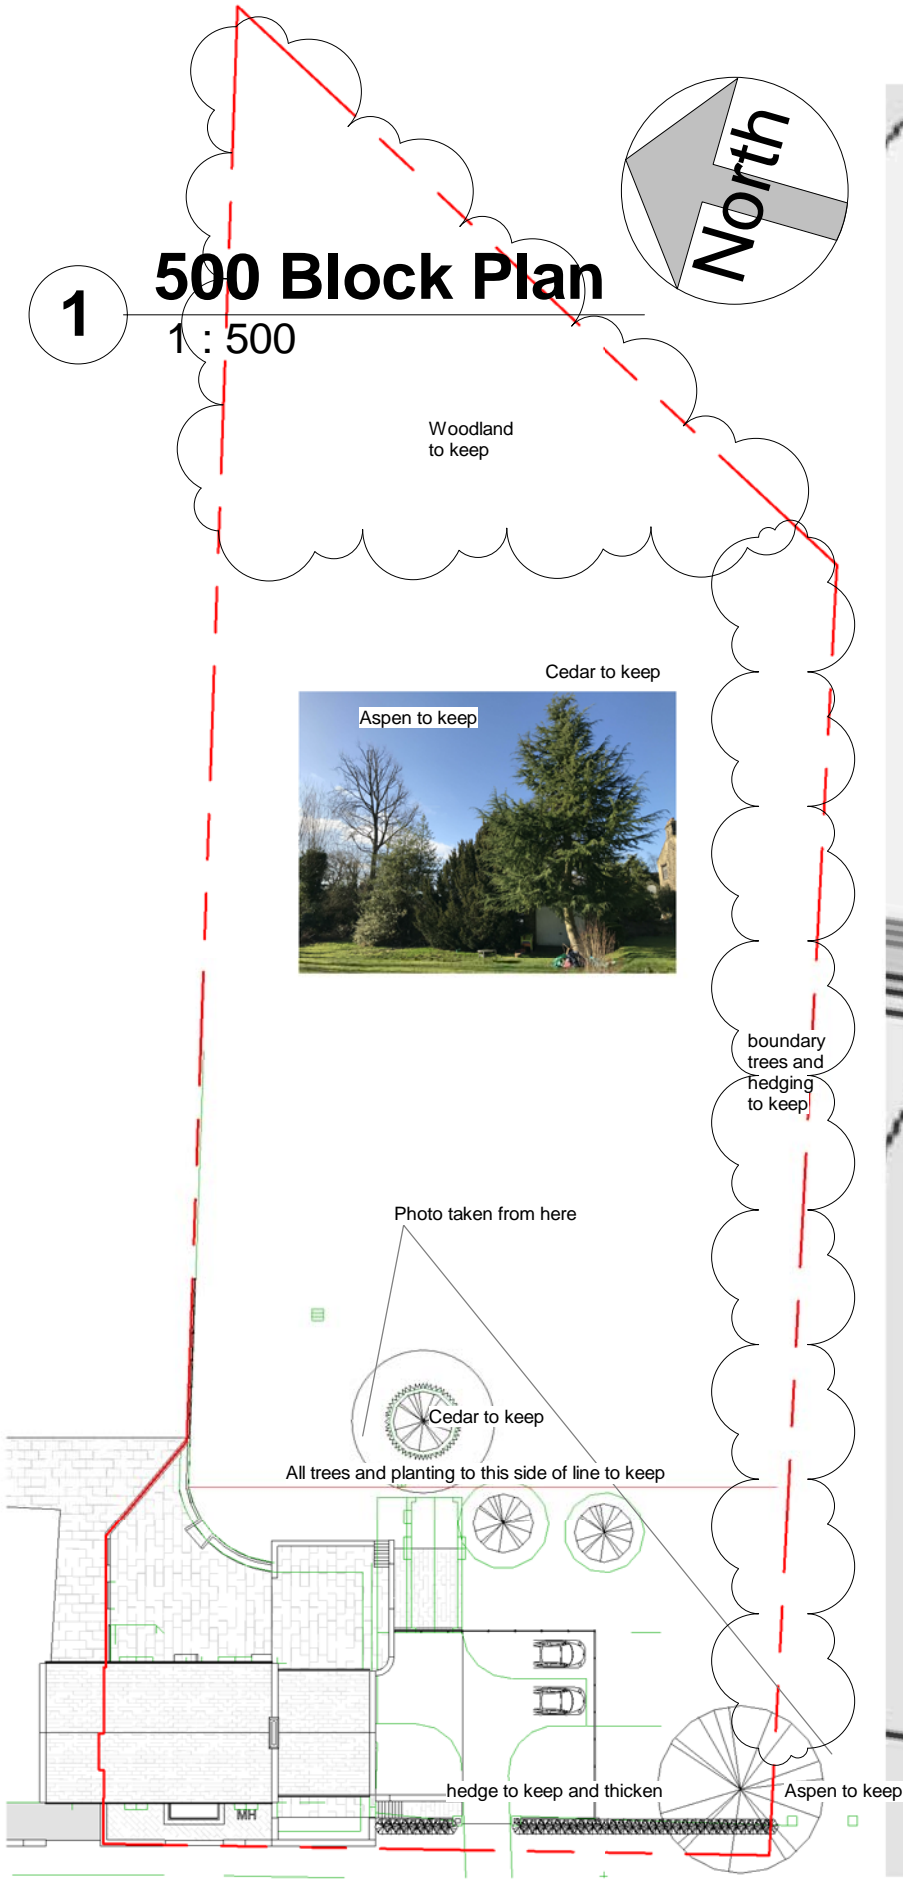 North
1
500 Block Plan
1 : 500
Woodland
to keep
Cedar to keep
Aspen to keep
boundary
trees and
hedging
to keep
Photo taken from here
Cedar to keep
All trees and planting to this side of line to keep
hedge to keep and thicken
Aspen to keep
MH